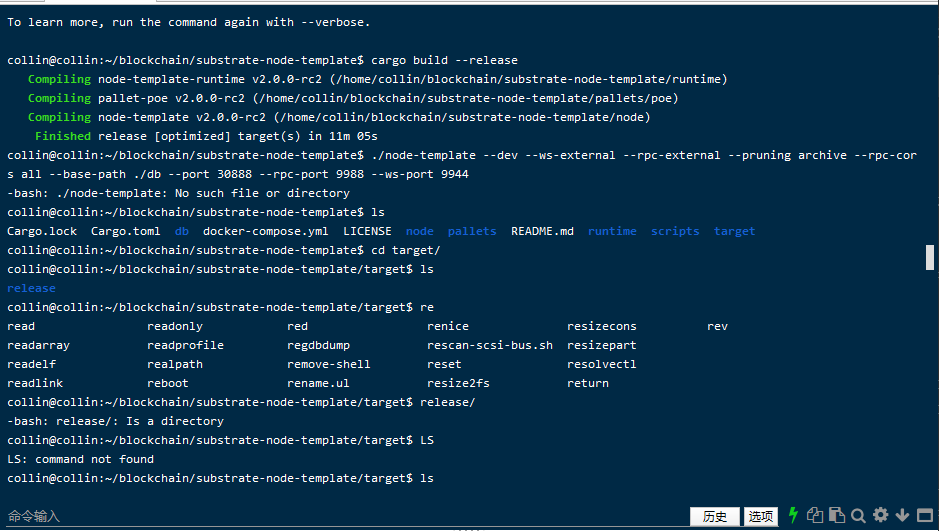 To learn more, run the command again with --verbose.
collin@collin:~/blockchain/substrate-node-template$ cargo build --release
Compiling node-template-runtime v2.0.0-rc2 (/home/collin/blockchain/substrate-node-template/runtime)
Compiling pallet-poe v2.0.0-rc2 (/home/collin/blockchain/substrate-node-template/pallets/poe)
Compiling node-template v2.0.0-rc2 (/home/collin/blockchain/substrate-node-template/node)
Finished release [optimized] target(s) in 11m 05s
collin@collin:~/blockchain/substrate-node-template$ ./node-template --dev --ws-external --rpc-external --pruning archive --rpc-cor
s all --base-path ./db --port 30888 --rpc-port 9988 --ws-port 9944
-bash: ./node-template: No such file or directory
collin@collin:~/blockchain/substrate-node-template$ ls
Cargo.lock Cargo.toml db docker-compose.yml LICENSE node pallets README.md runtime scripts target
collin@collin:~/blockchain/substrate-node-template$ cd target/
collin@collin:~/blockchain/substrate-node-template/target$ ls
release
collin@collin:~/blockchain/substrate-node-template/target$ re
read readonly red renice resizecons rev
readarray readprofile regdbdump rescan-scsi-bus.sh resizepart
readelf realpath remove-shell reset resolvectl
readlink reboot rename.ul resize2fs return
collin@collin:~/blockchain/substrate-node-template/target$ release/
-bash: release/: Is a directory
collin@collin:~/blockchain/substrate-node-template/target$ LS
LS: command not found
collin@collin:~/blockchain/substrate-node-template/target$ ls
命令输入 历史 选项